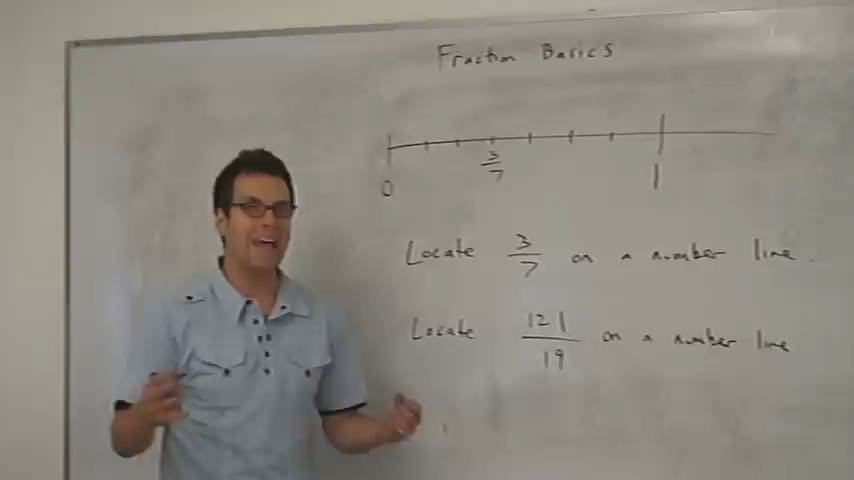 Fraction Basics
3/7
0 1
Locate 3/7 on a number line.
Locate 121/19 on a number line